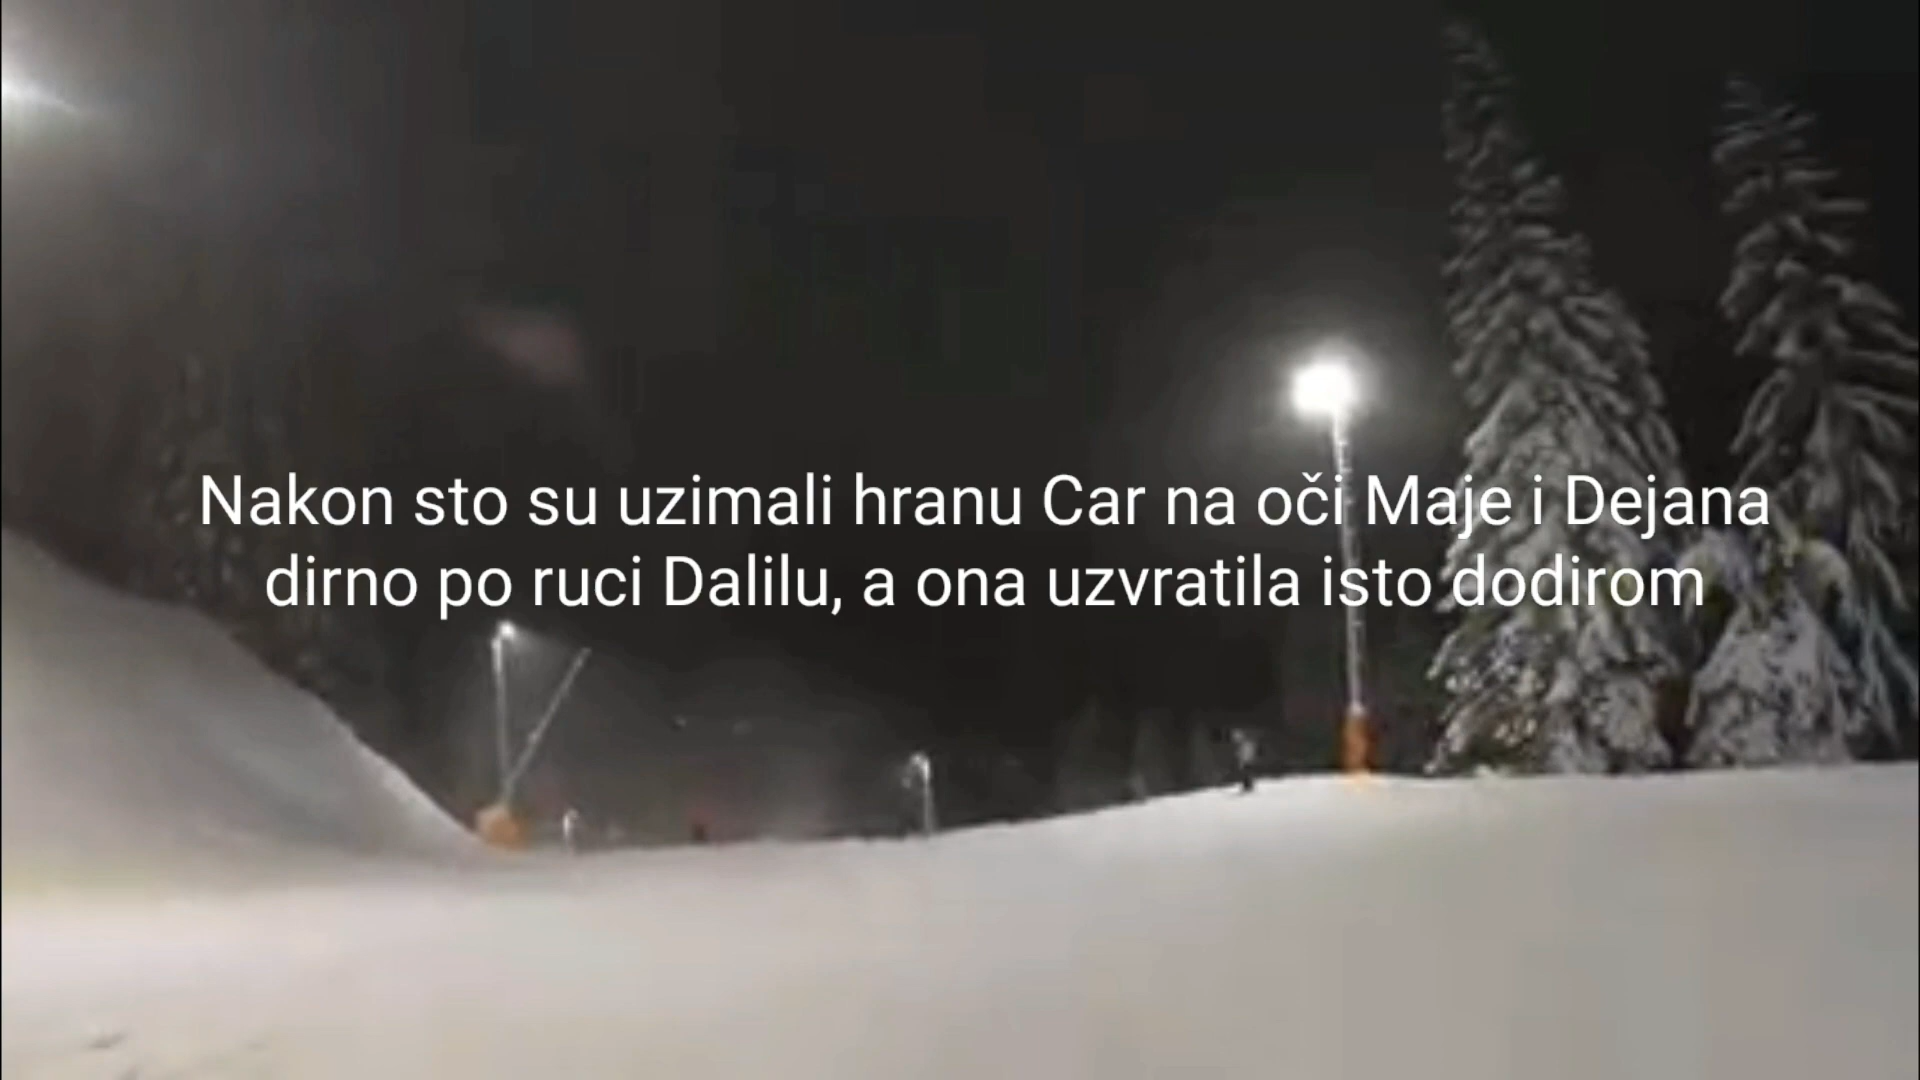 Nakon sto su uzimali hranu Car na oči Maje i Dejana
dirno po ruci Dalilu, a ona uzvratila isto dodirom